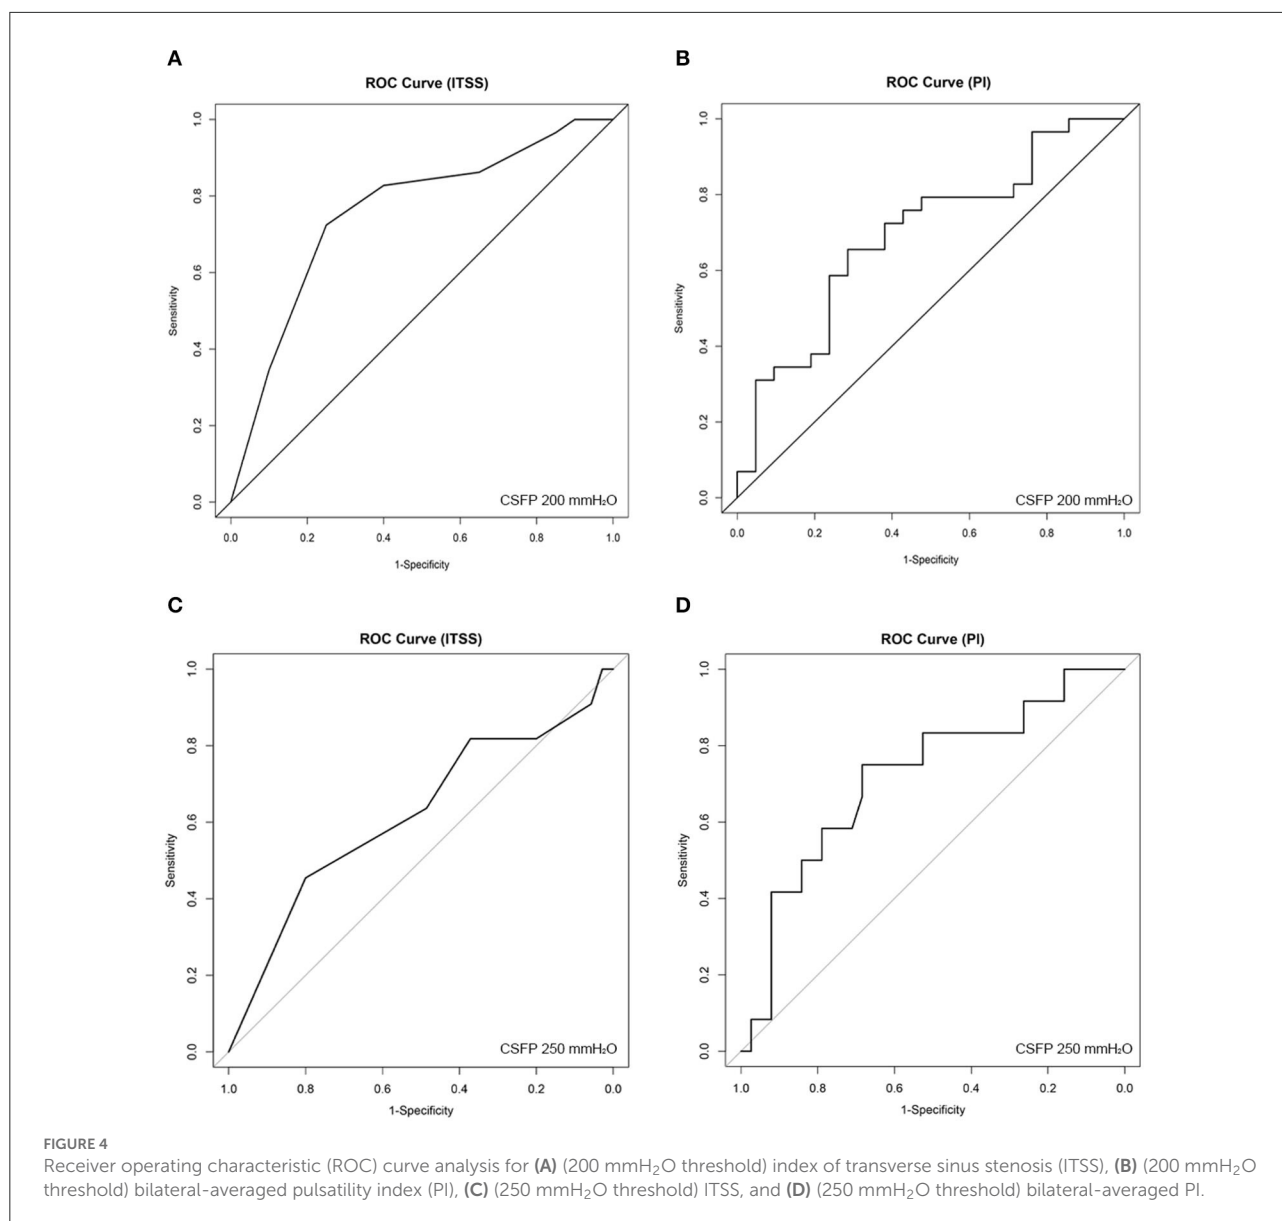 A
ROC Curve (ITSS)
Sensitivity
1.0
0.8
0.6
0.4
0.2
0.0
CSFP 200 mmH₂O
0.0 0.2 0.4 0.6 0.8 1.0
1-Specificity
B
ROC Curve (PI)
Sensitivity
1.0
0.8
0.6
0.4
0.2
0.0
CSFP 200 mmH₂O
0.0 0.2 0.4 0.6 0.8 1.0
1-Specificity
C
ROC Curve (ITSS)
Sensitivity
1.0
0.8
0.6
0.4
0.2
0.0
CSFP 250 mmH₂O
1.0 0.8 0.6 0.4 0.2 0.0
1-Specificity
D
ROC Curve (PI)
Sensitivity
1.0
0.8
0.6
0.4
0.2
0.0
CSFP 250 mmH₂O
1.0 0.8 0.6 0.4 0.2 0.0
1-Specificity
FIGURE 4
Receiver operating characteristic (ROC) curve analysis for (A) (200 mmH₂O threshold) index of transverse sinus stenosis (ITSS), (B) (200 mmH₂O
threshold) bilateral-averaged pulsatility index (PI), (C) (250 mmH₂O threshold) ITSS, and (D) (250 mmH₂O threshold) bilateral-averaged PI.